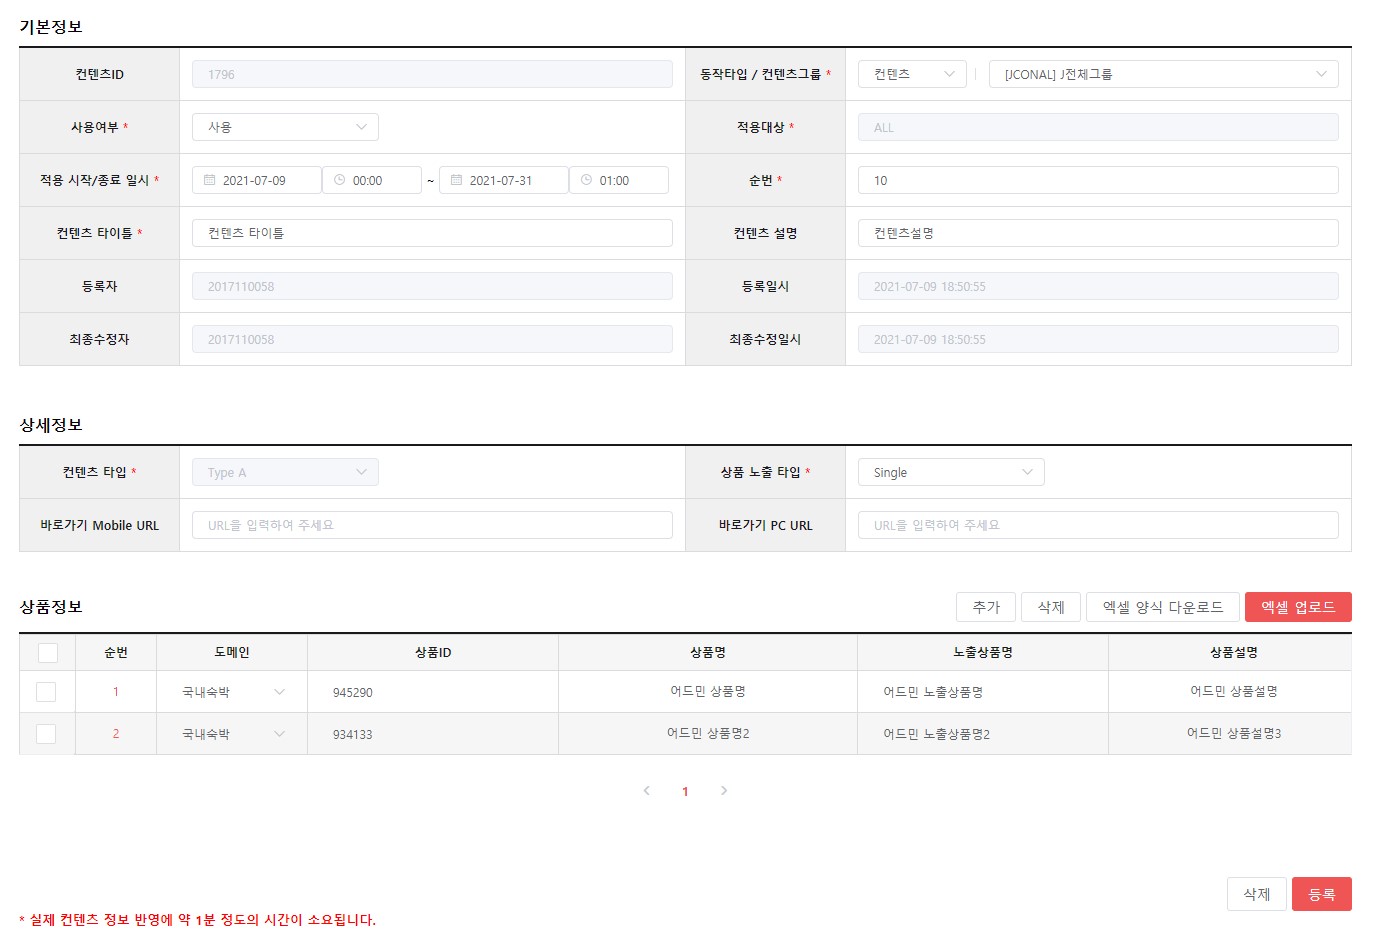 기본정보
컨텐츠ID 1796 동작타입 / 컨텐츠그룹 * 컨텐츠 [JCONAL] J전체그룹
사용여부 * 사용 적용대상 * ALL
적용 시작/종료 일시 * 2021-07-09 00:00 ~ 2021-07-31 01:00 순번 * 10
컨텐츠 타이틀 * 컨텐츠 타이틀 컨텐츠 설명 컨텐츠설명
등록자 2017110058 등록일시 2021-07-09 18:50:55
최종수정자 2017110058 최종수정일시 2021-07-09 18:50:55
상세정보
컨텐츠 타입 * Type A 상품 노출 타입 * Single
바로가기 Mobile URL URL을 입력하여 주세요 바로가기 PC URL URL을 입력하여 주세요
상품정보 추가 삭제 엑셀 양식 다운로드 엑셀 업로드
순번 도메인 상품ID 상품명 노출상품명 상품설명
1 국내숙박 945290 어드민 상품명 어드민 노출상품명 어드민 상품설명
2 국내숙박 934133 어드민 상품명2 어드민 노출상품명2 어드민 상품설명3
1
삭제 등록
* 실제 컨텐츠 정보 반영에 약 1분 정도의 시간이 소요됩니다.